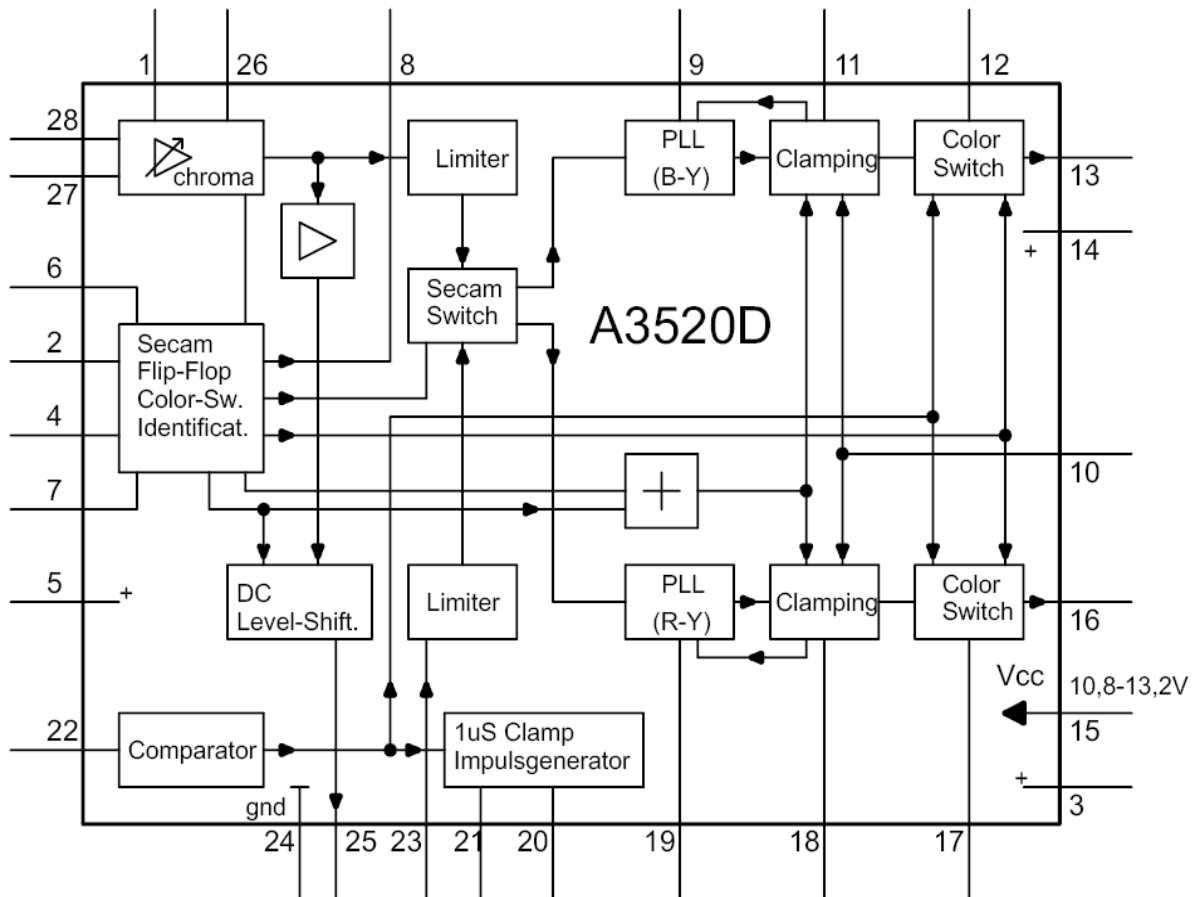 1
26
8
9
11
12
28
27
chroma
Limiter
PLL
(B-Y)
Clamping
Color
Switch
13
14
+
6
2
4
7
Secam
Flip-Flop
Color-Sw.
Identificat.
Secam
Switch
A3520D
10
+
5
+
DC
Level-Shift.
Limiter
PLL
(R-Y)
Clamping
Color
Switch
16
Vcc
10,8-13,2V
15
22
Comparator
1uS Clamp
Impulsgenerator
+
3
gnd
24
25
23
21
20
19
18
17